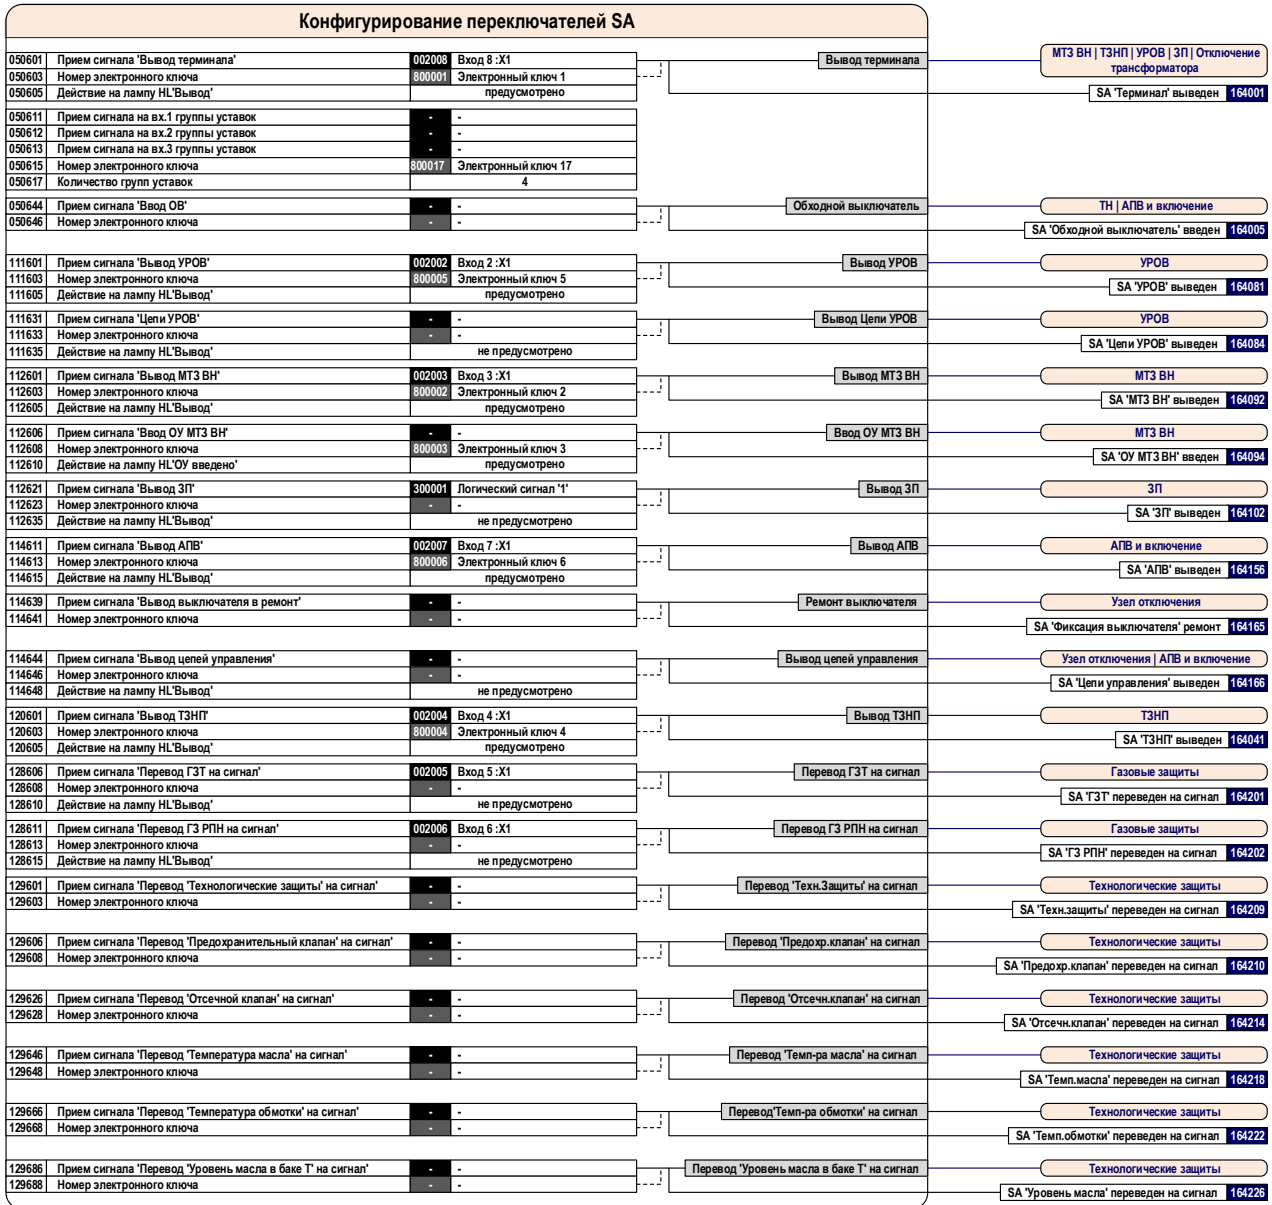 Конфигурирование переключателей SA
050601 Прием сигнала 'Вывод терминала' 002008 Вход 8 :X1 Вывод терминала МТЗ ВН | ТЗНП | УРОВ | ЗП | Отключение трансформатора
050603 Номер электронного ключа 800001 Электронный ключ 1
050605 Действие на лампу HL'Вывод' предусмотрено SA 'Терминал' выведен 164001
050611 Прием сигнала на вх.1 группы уставок - -
050612 Прием сигнала на вх.2 группы уставок - -
050613 Прием сигнала на вх.3 группы уставок - -
050615 Номер электронного ключа 800017 Электронный ключ 17
050617 Количество групп уставок 4
050644 Прием сигнала 'Ввод ОВ' - - Обходной выключатель ТН | АПВ и включение
050646 Номер электронного ключа - -
SA 'Обходной выключатель' введен 164005
111601 Прием сигнала 'Вывод УРОВ' 002002 Вход 2 :X1 Вывод УРОВ УРОВ
111603 Номер электронного ключа 800005 Электронный ключ 5
111605 Действие на лампу HL'Вывод' предусмотрено SA 'УРОВ' выведен 164081
111631 Прием сигнала 'Цепи УРОВ' - - Вывод Цепи УРОВ УРОВ
111633 Номер электронного ключа - -
111635 Действие на лампу HL'Вывод' не предусмотрено SA 'Цепи УРОВ' выведен 164084
112601 Прием сигнала 'Вывод МТЗ ВН' 002003 Вход 3 :X1 Вывод МТЗ ВН МТЗ ВН
112603 Номер электронного ключа 800002 Электронный ключ 2
112605 Действие на лампу HL'Вывод' предусмотрено SA 'МТЗ ВН' выведен 164092
112606 Прием сигнала 'Ввод ОУ МТЗ ВН' - - Ввод ОУ МТЗ ВН МТЗ ВН
112608 Номер электронного ключа 800003 Электронный ключ 3
112610 Действие на лампу HL'ОУ введено' предусмотрено SA 'ОУ МТЗ ВН' введен 164094
112621 Прием сигнала 'Вывод ЗП' 300001 Логический сигнал '1' Вывод ЗП ЗП
112623 Номер электронного ключа - -
112635 Действие на лампу HL'Вывод' не предусмотрено SA 'ЗП' выведен 164102
114611 Прием сигнала 'Вывод АПВ' 002007 Вход 7 :X1 Вывод АПВ АПВ и включение
114613 Номер электронного ключа 800006 Электронный ключ 6
114615 Действие на лампу HL'Вывод' предусмотрено SA 'АПВ' выведен 164156
114639 Прием сигнала 'Вывод выключателя в ремонт' - - Ремонт выключателя Узел отключения
114641 Номер электронного ключа - -
SA 'Фиксация выключателя' ремонт 164165
114644 Прием сигнала 'Вывод цепей управления' - - Вывод цепей управления Узел отключения | АПВ и включение
114646 Номер электронного ключа - -
114648 Действие на лампу HL'Вывод' не предусмотрено SA 'Цепи управления' выведен 164166
120601 Прием сигнала 'Вывод ТЗНП' 002004 Вход 4 :X1 Вывод ТЗНП ТЗНП
120603 Номер электронного ключа 800004 Электронный ключ 4
120605 Действие на лампу HL'Вывод' предусмотрено SA 'ТЗНП' выведен 164041
128606 Прием сигнала 'Перевод ГЗТ на сигнал' 002005 Вход 5 :X1 Перевод ГЗТ на сигнал Газовые защиты
128608 Номер электронного ключа - -
128610 Действие на лампу HL'Вывод' не предусмотрено SA 'ГЗТ' переведен на сигнал 164201
128611 Прием сигнала 'Перевод ГЗ РПН на сигнал' 002006 Вход 6 :X1 Перевод ГЗ РПН на сигнал Газовые защиты
128613 Номер электронного ключа - -
128615 Действие на лампу HL'Вывод' не предусмотрено SA 'ГЗ РПН' переведен на сигнал 164202
129601 Прием сигнала 'Перевод 'Технологические защиты' на сигнал' - - Перевод 'Техн.Защиты' на сигнал Технологические защиты
129603 Номер электронного ключа - -
SA 'Техн.защиты' переведен на сигнал 164209
129606 Прием сигнала 'Перевод 'Предохранительный клапан' на сигнал' - - Перевод 'Предохр.клапан' на сигнал Технологические защиты
129608 Номер электронного ключа - -
SA 'Предохр.клапан' переведен на сигнал 164210
129626 Прием сигнала 'Перевод 'Отсечной клапан' на сигнал' - - Перевод 'Отсечн.клапан' на сигнал Технологические защиты
129628 Номер электронного ключа - -
SA 'Отсечн.клапан' переведен на сигнал 164214
129646 Прием сигнала 'Перевод 'Температура масла' на сигнал' - - Перевод 'Темп-ра масла' на сигнал Технологические защиты
129648 Номер электронного ключа - -
SA 'Темп.масла' переведен на сигнал 164218
129666 Прием сигнала 'Перевод 'Температура обмотки' на сигнал' - - Перевод'Темп-ра обмотки' на сигнал Технологические защиты
129668 Номер электронного ключа - -
SA 'Темп.обмотки' переведен на сигнал 164222
129686 Прием сигнала 'Перевод 'Уровень масла в баке Т' на сигнал' - - Перевод 'Уровень масла в баке Т' на сигнал Технологические защиты
129688 Номер электронного ключа - -
SA 'Уровень масла' переведен на сигнал 164226